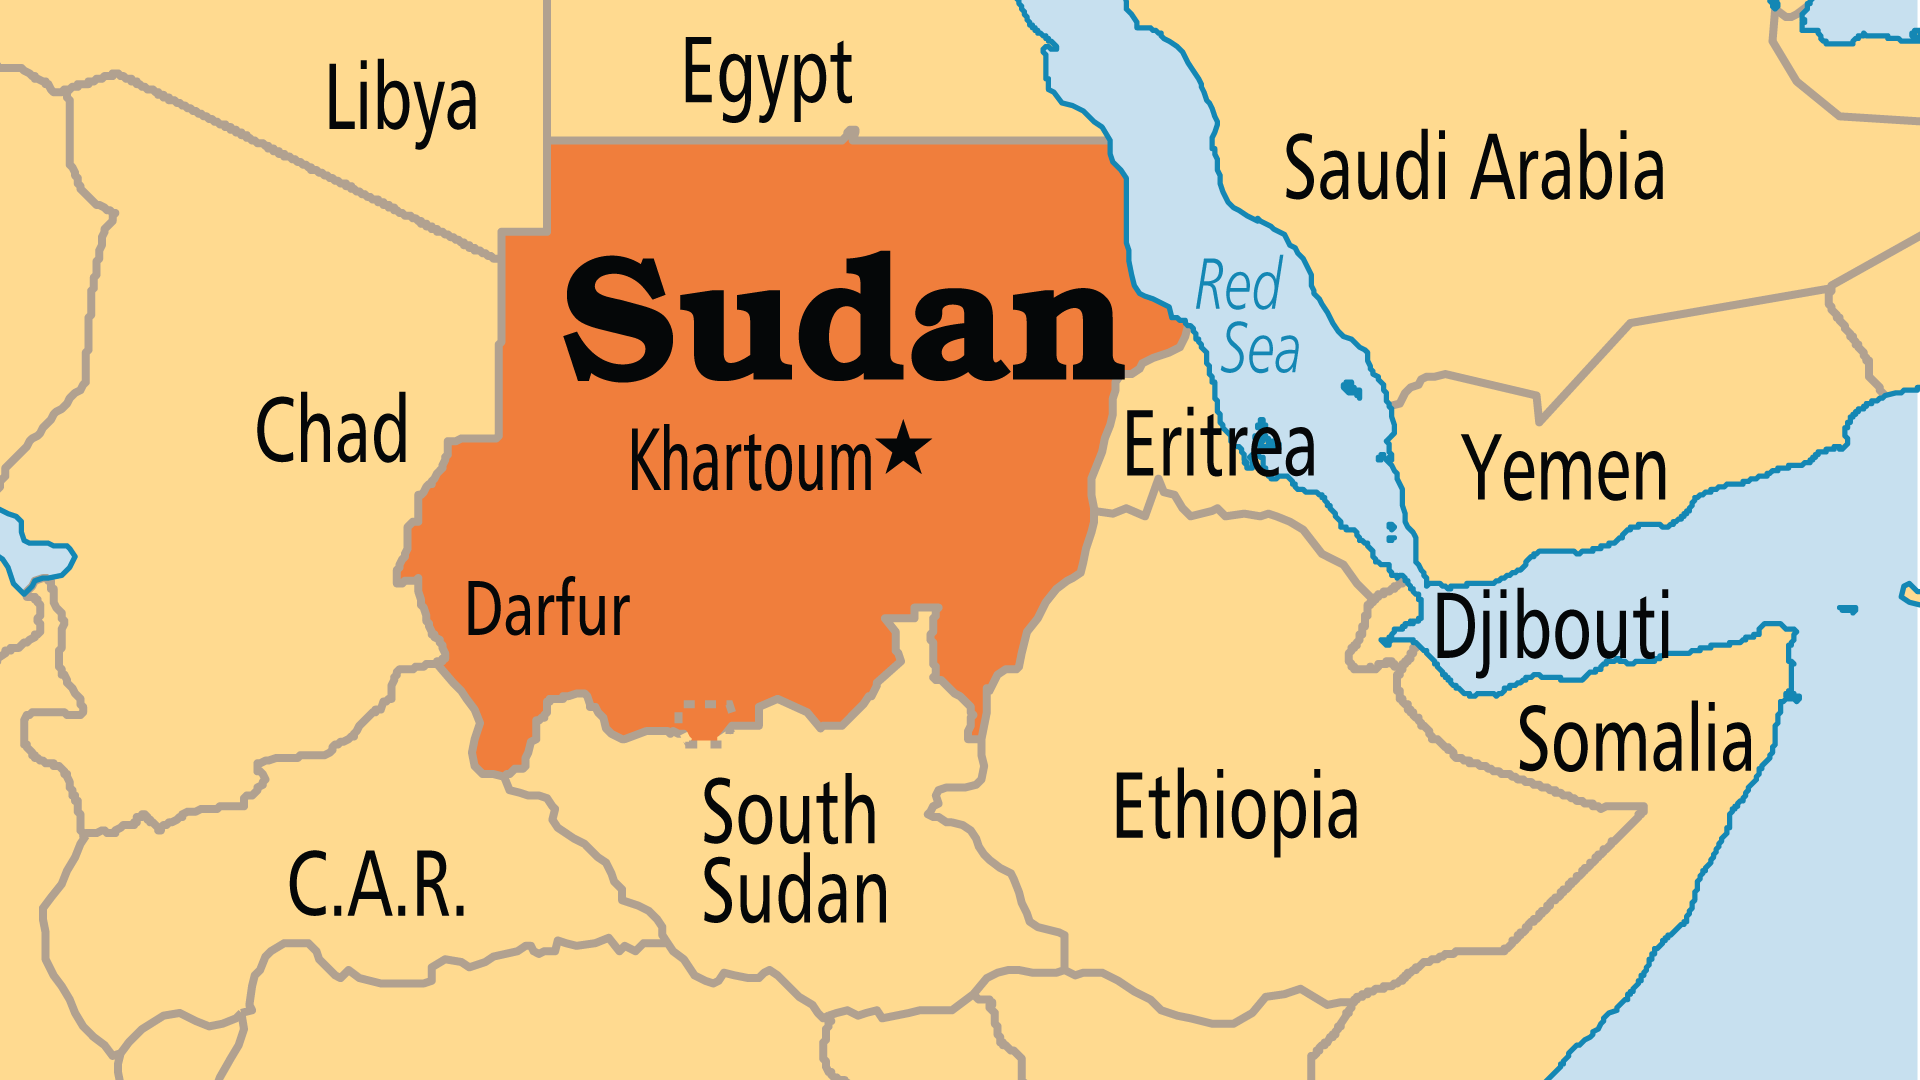 Libya
Egypt
Saudi Arabia
Sudan
Red
Sea
Chad
Khartoum
Eritrea
Yemen
Darfur
Djibouti
Somalia
South
Sudan
Ethiopia
C.A.R.